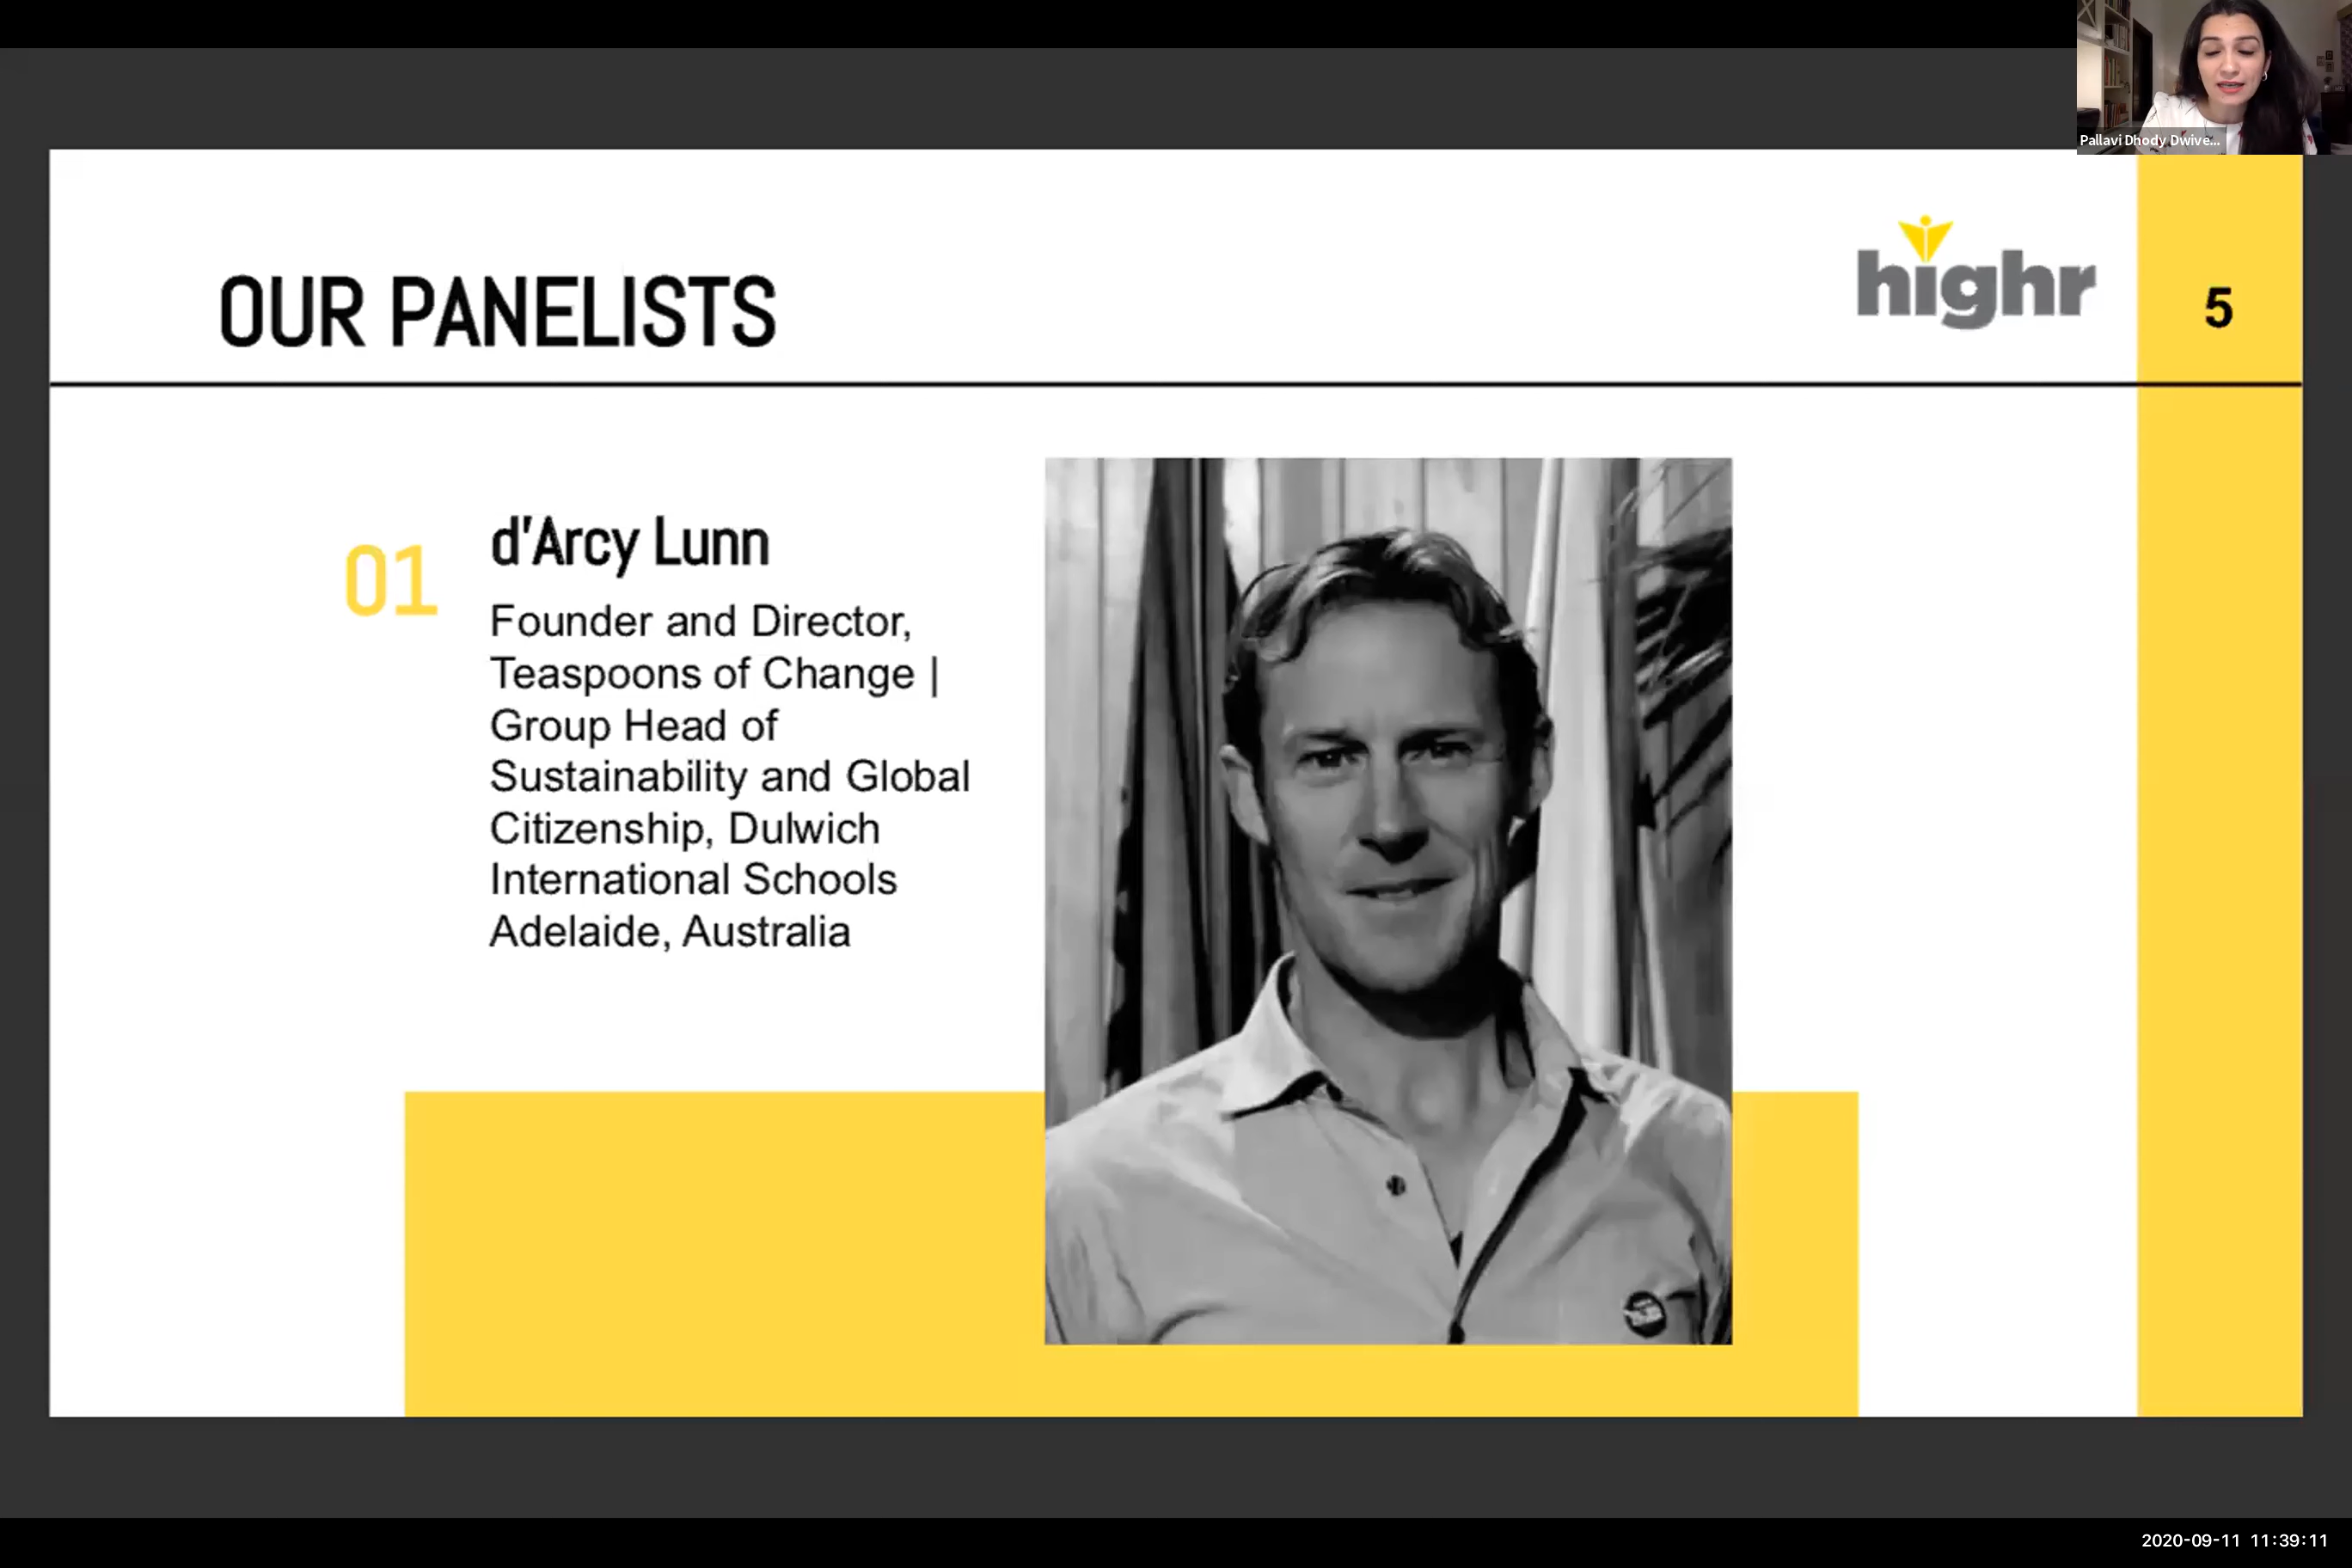 Pallavi Dhody Dwive...
OUR PANELISTS
highr
5
01
d'Arcy Lunn
Founder and Director,
Teaspoons of Change |
Group Head of
Sustainability and Global
Citizenship, Dulwich
International Schools
Adelaide, Australia
2020-09-11 11:39:11